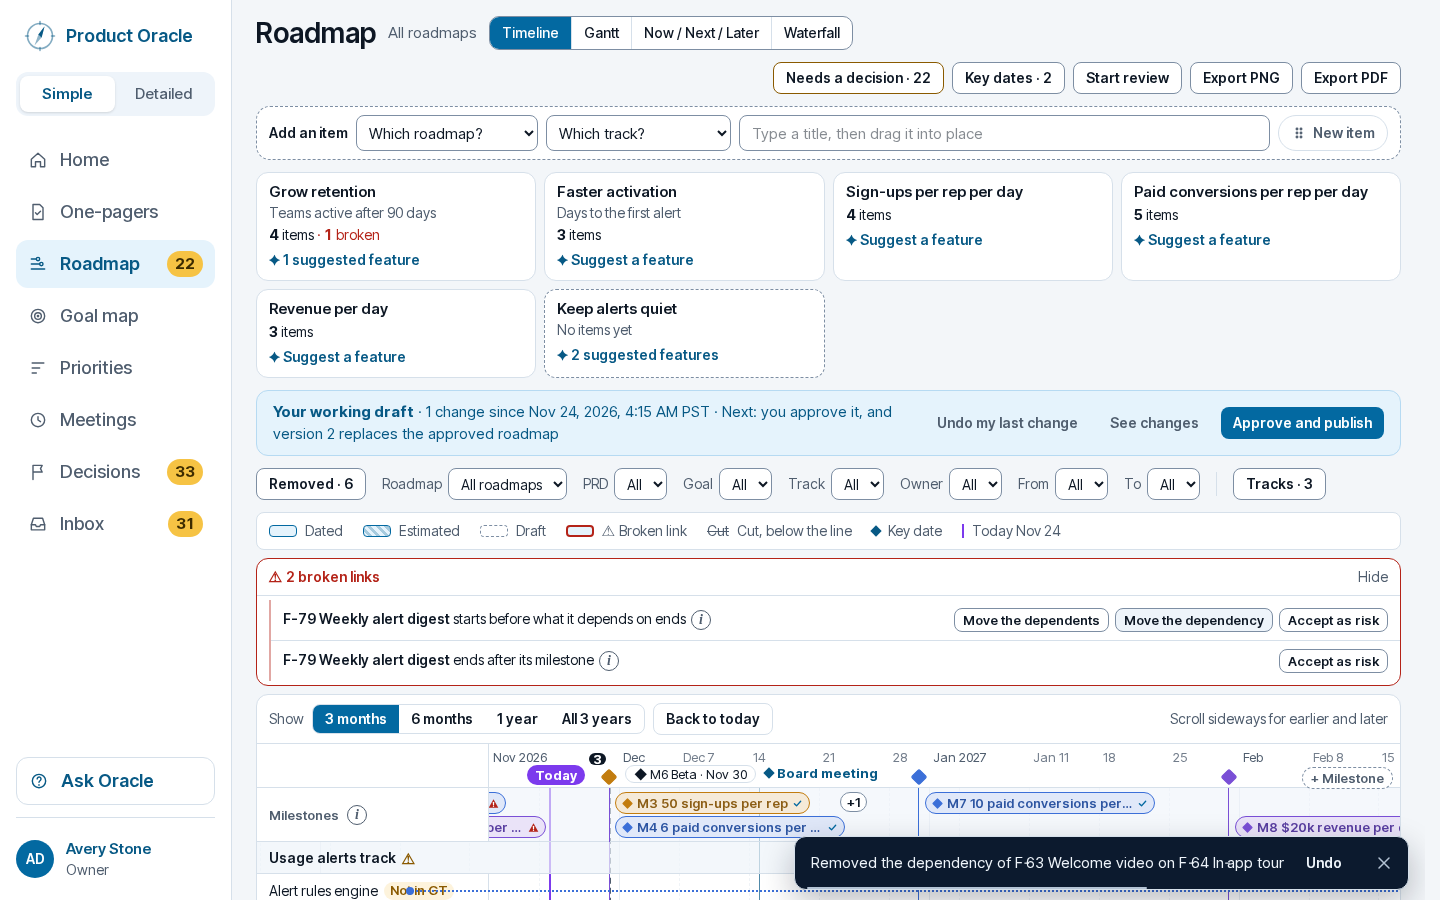 Product Oracle
Simple
Detailed
Home
One-pagers
Roadmap 22
Goal map
Priorities
Meetings
Decisions 33
Inbox 31
Ask Oracle
AD
Avery Stone
Owner
Roadmap All roadmaps
Timeline Gantt Now / Next / Later Waterfall
Needs a decision · 22 Key dates · 2 Start review Export PNG Export PDF
Add an item Which roadmap? Which track? Type a title, then drag it into place New item
Grow retention
Teams active after 90 days
4 items · 1 broken
1 suggested feature
Faster activation
Days to the first alert
3 items
Suggest a feature
Sign-ups per rep per day
4 items
Suggest a feature
Paid conversions per rep per day
5 items
Suggest a feature
Revenue per day
3 items
Suggest a feature
Keep alerts quiet
No items yet
2 suggested features
Your working draft · 1 change since Nov 24, 2026, 4:15 AM PST · Next: you approve it, and
version 2 replaces the approved roadmap
Undo my last change See changes Approve and publish
Removed · 6 Roadmap All roadmaps PRD All Goal All Track All Owner All From All To All Tracks · 3
Dated Estimated Draft ⚠ Broken link Cut Cut, below the line Key date Today Nov 24
⚠ 2 broken links Hide
F-79 Weekly alert digest starts before what it depends on ends i
Move the dependents Move the dependency Accept as risk
F-79 Weekly alert digest ends after its milestone i
Accept as risk
Show 3 months 6 months 1 year All 3 years Back to today Scroll sideways for earlier and later
Nov 2026 3 Dec Dec 7 14 21 28 Jan 2027 Jan 11 18 25 Feb Feb 8 15
Today M6 Beta · Nov 30 Board meeting + Milestone
Milestones i
M3 50 sign-ups per rep ✓ +1 M7 10 paid conversions per… ✓
per … M4 6 paid conversions per … ✓ M8 $20k revenue per
Usage alerts track ⚠
Alert rules engine Not in GT
Removed the dependency of F-63 Welcome video on F-64 In-app tour Undo